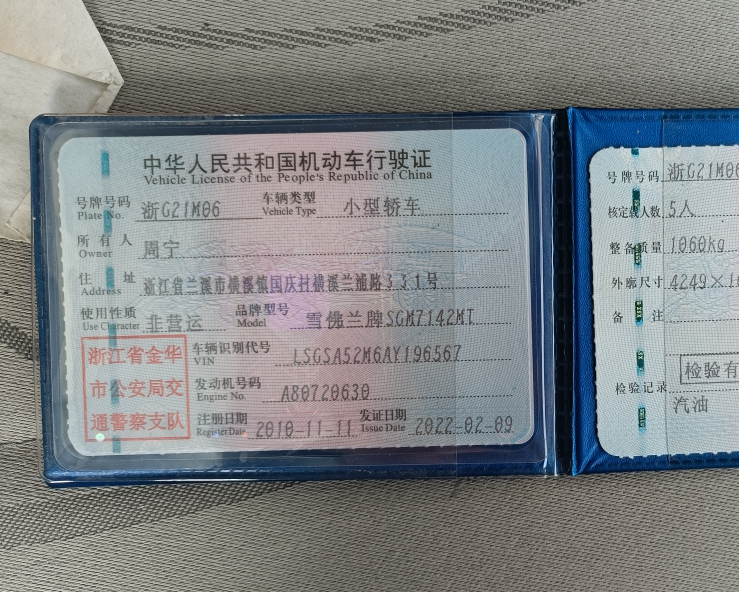 中华人民共和国机动车行驶证
Vehicle License of the People's Republic of China
号牌号码 浙G21M06 车辆类型 小型轿车
Plate No. Vehicle Type
所有人 周宁
Owner
住址 浙江省兰溪市横溪镇国庆村横溪兰浦路331号
Address
使用性质 非营运 品牌型号 雪佛兰牌SGM7142MT
Use Character Model
浙江省金华
市公安局交
通警察支队
车辆识别代号 LSGSA52M6AY196567
VIN
发动机号码 A80720630
Engine No.
注册日期 2010-11-11 发证日期 2022-02-09
Register Date Issue Date
号牌号码 浙G21M06
核定载人数 5人
整备质量 1060kg
外廓尺寸 4249×1
备注
检验有
检验记录
汽油